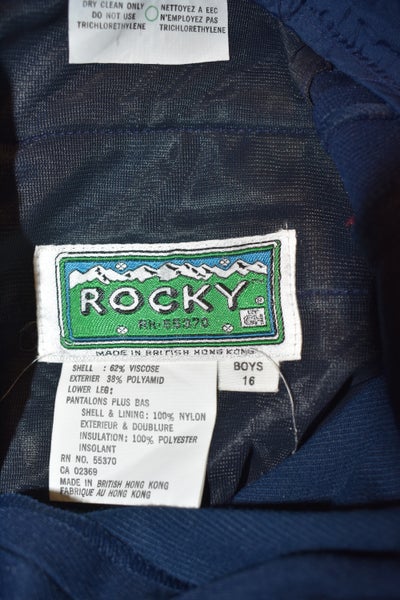 DRY CLEAN ONLY
DO NOT USE
TRICHLORETHYLENE
NETTOYEZ A EEC
N'EMPLOYEZ PAS
TRICHLORETHYLENE
ROCKY
RN-55370
MADE IN BRITISH HONG KONG
SHELL : 62% VISCOSE
EXTERIER 38% POLYAMID
LOWER LEG:
PANTALONS PLUS BAS
SHELL & LINING: 100% NYLON
EXTERIEUR & DOUBLURE
INSULATION: 100% POLYESTER
INSOLANT
RN NO. 55370
CA 02369
MADE IN BRITISH HONG KONG
FABRIQUE AU HONG KONG
BOYS
16